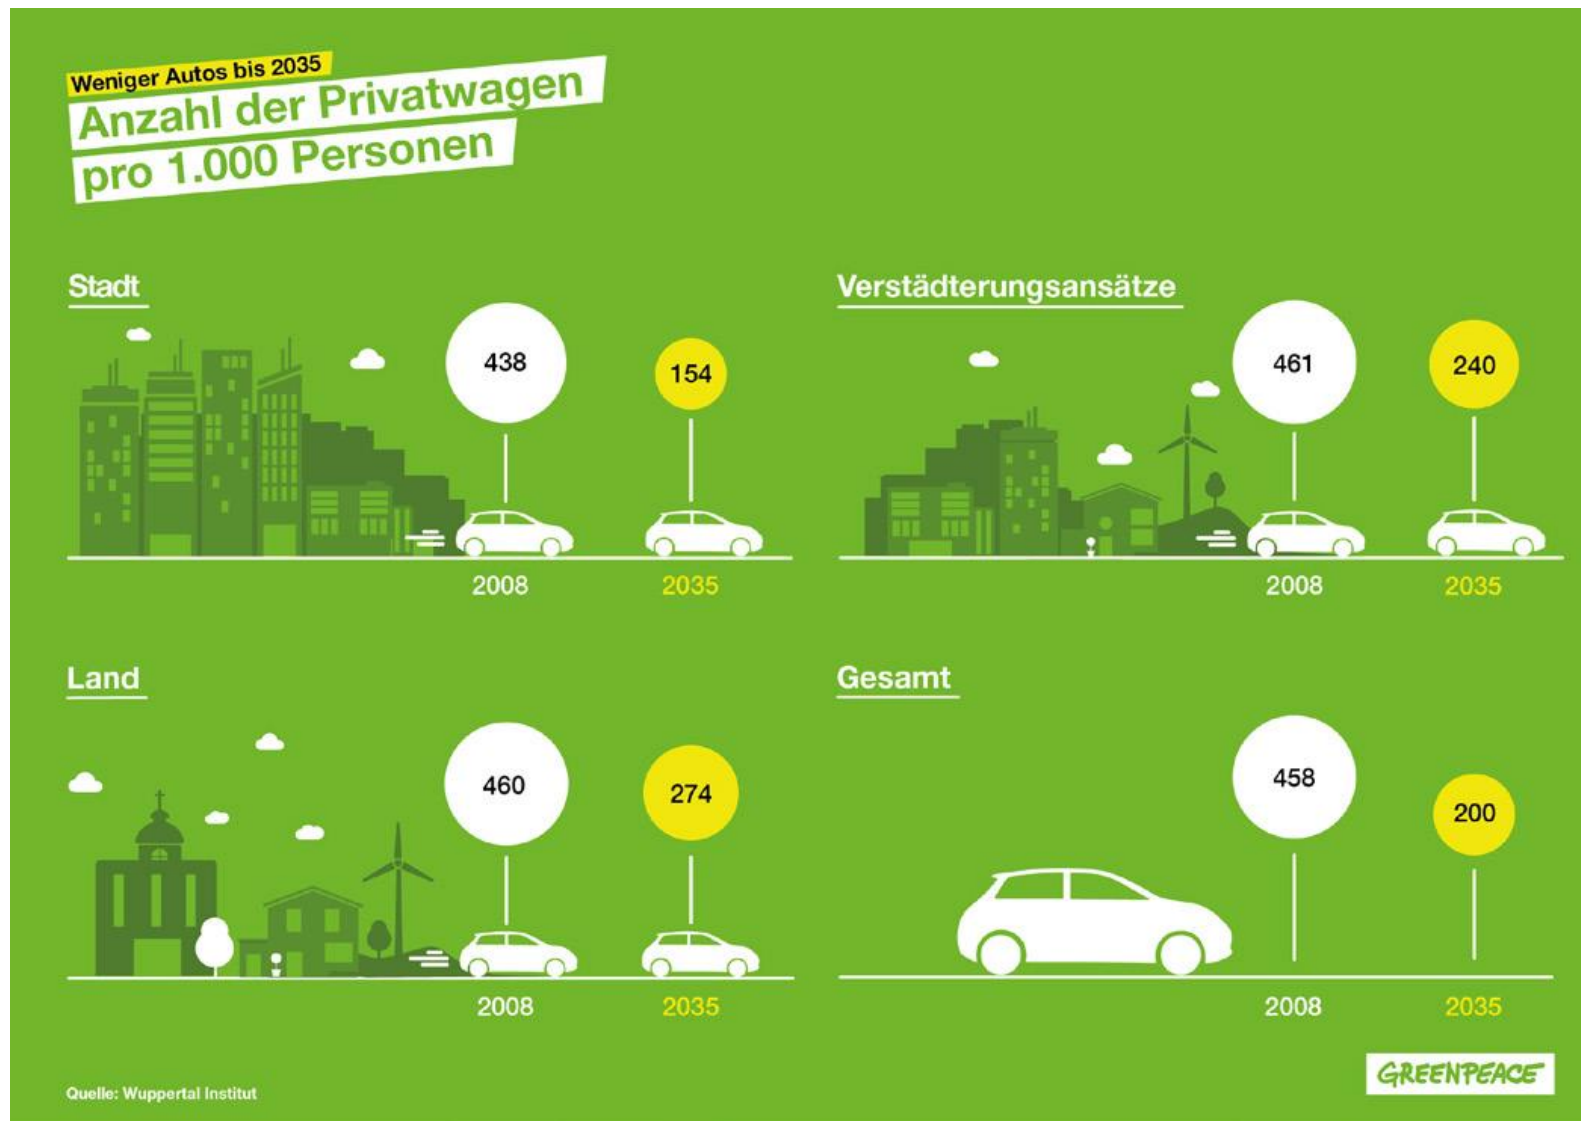 Weniger Autos bis 2035
Anzahl der Privatwagen
pro 1.000 Personen
Stadt
438
154
2008
2035
Verstädterungsansätze
461
240
2008
2035
Land
460
274
2008
2035
Gesamt
458
200
2008
2035
Quelle: Wuppertal Institut
GREENPEACE